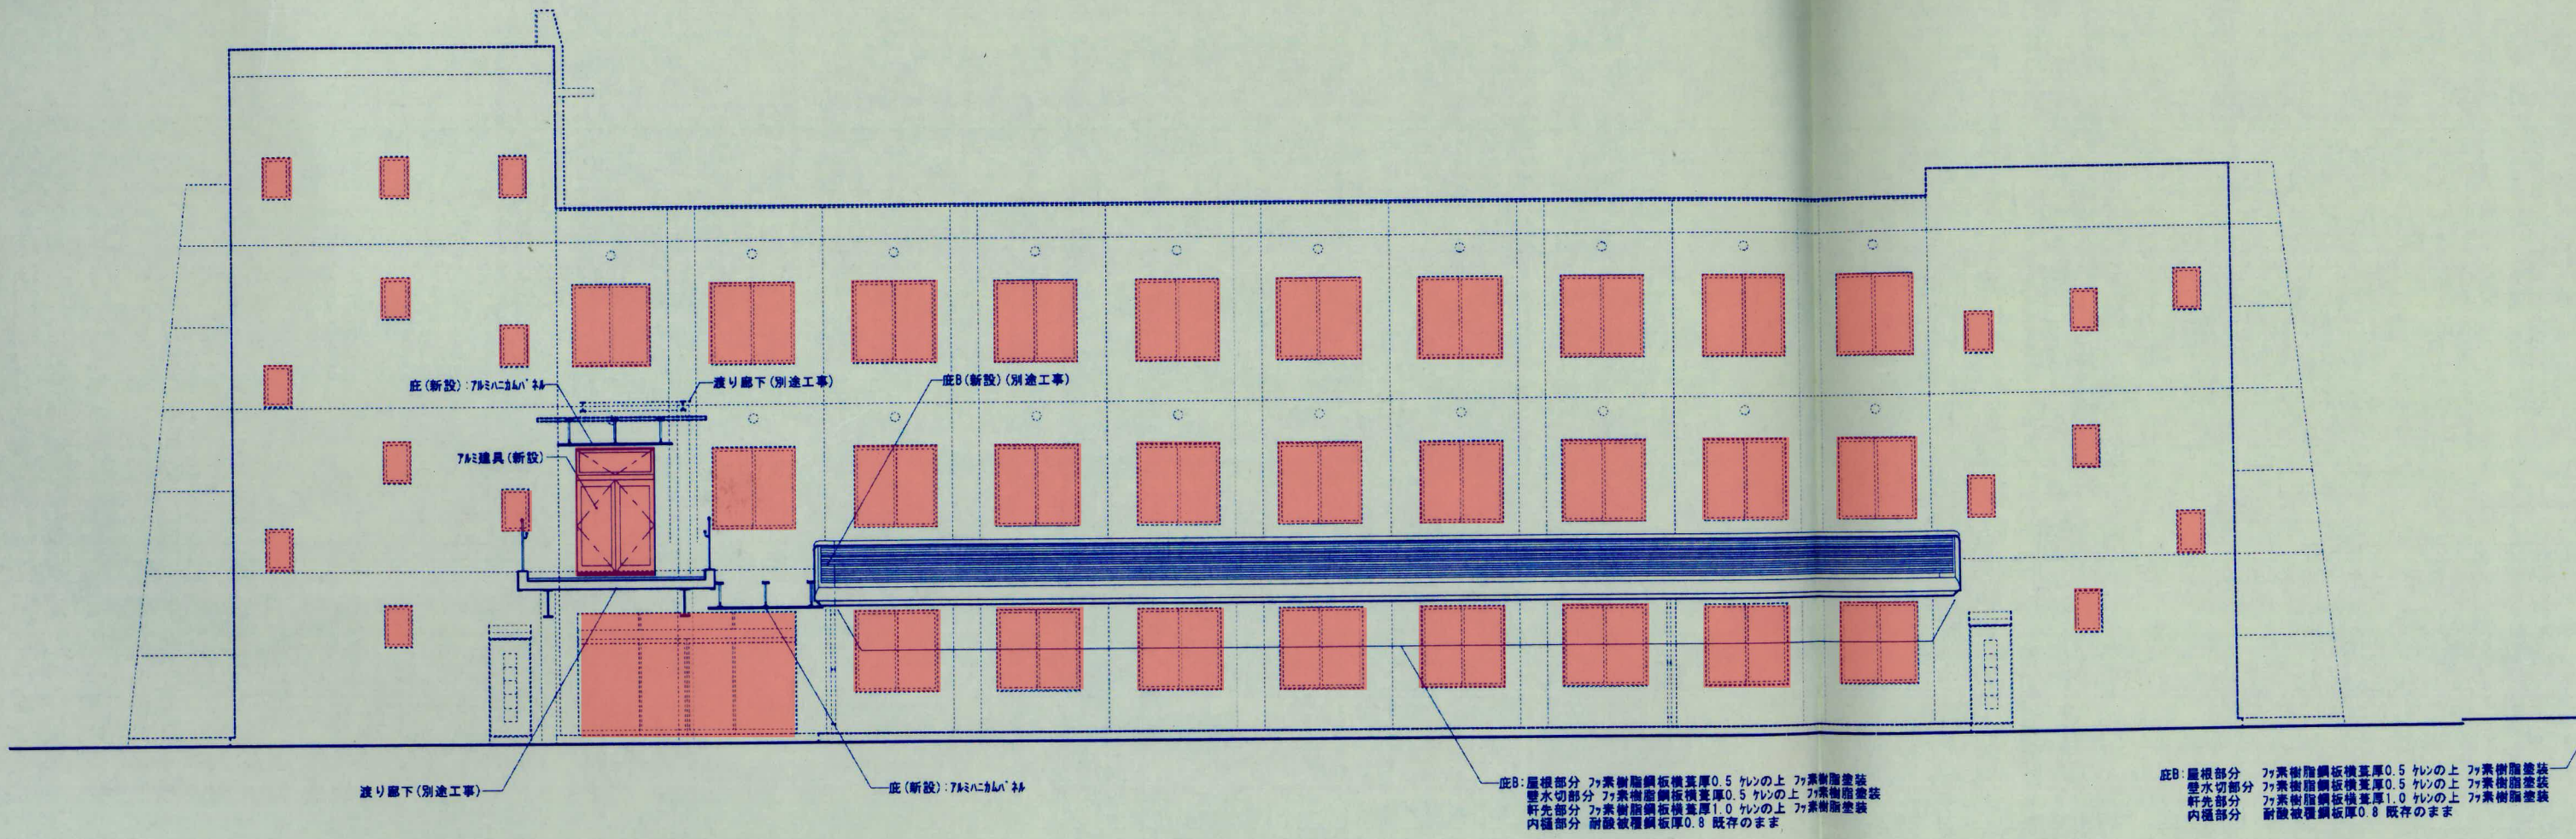 庇(新設):アルミハニカムパネル
渡り廊下(別途工事)
庇B(新設)(別途工事)
アルミ建具(新設)
渡り廊下(別途工事)
庇(新設):アルミハニカムパネル
庇B:屋根部分 フッ素樹脂鋼板横葺厚0.5 ケレンの上 フッ素樹脂塗装
壁水切部分 フッ素樹脂鋼板横葺厚0.5 ケレンの上 フッ素樹脂塗装
軒先部分 フッ素樹脂鋼板横葺厚1.0 ケレンの上 フッ素樹脂塗装
内樋部分 耐酸被覆鋼板厚0.8 既存のまま
庇B:屋根部分 フッ素樹脂鋼板横葺厚0.5 ケレンの上 フッ素樹脂塗装
壁水切部分 フッ素樹脂鋼板横葺厚0.5 ケレンの上 フッ素樹脂塗装
軒先部分 フッ素樹脂鋼板横葺厚1.0 ケレンの上 フッ素樹脂塗装
内樋部分 耐酸被覆鋼板厚0.8 既存のまま